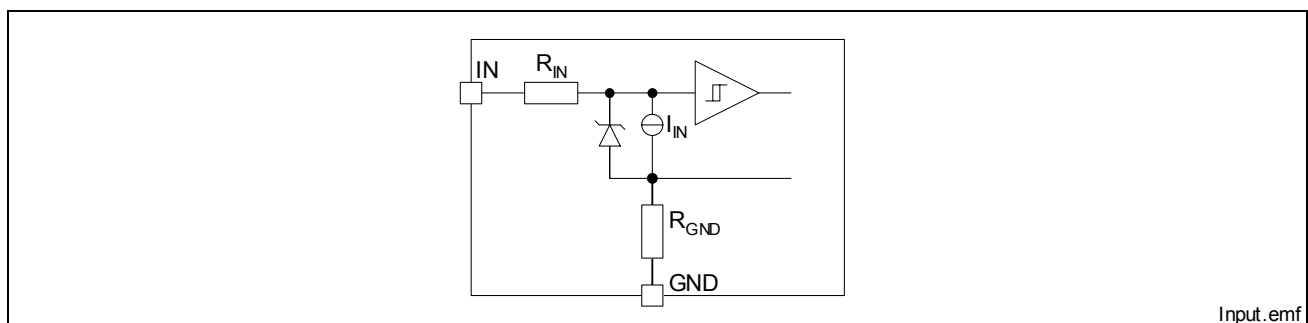 IN
R_IN
I_IN
R_GND
GND
Input.emf